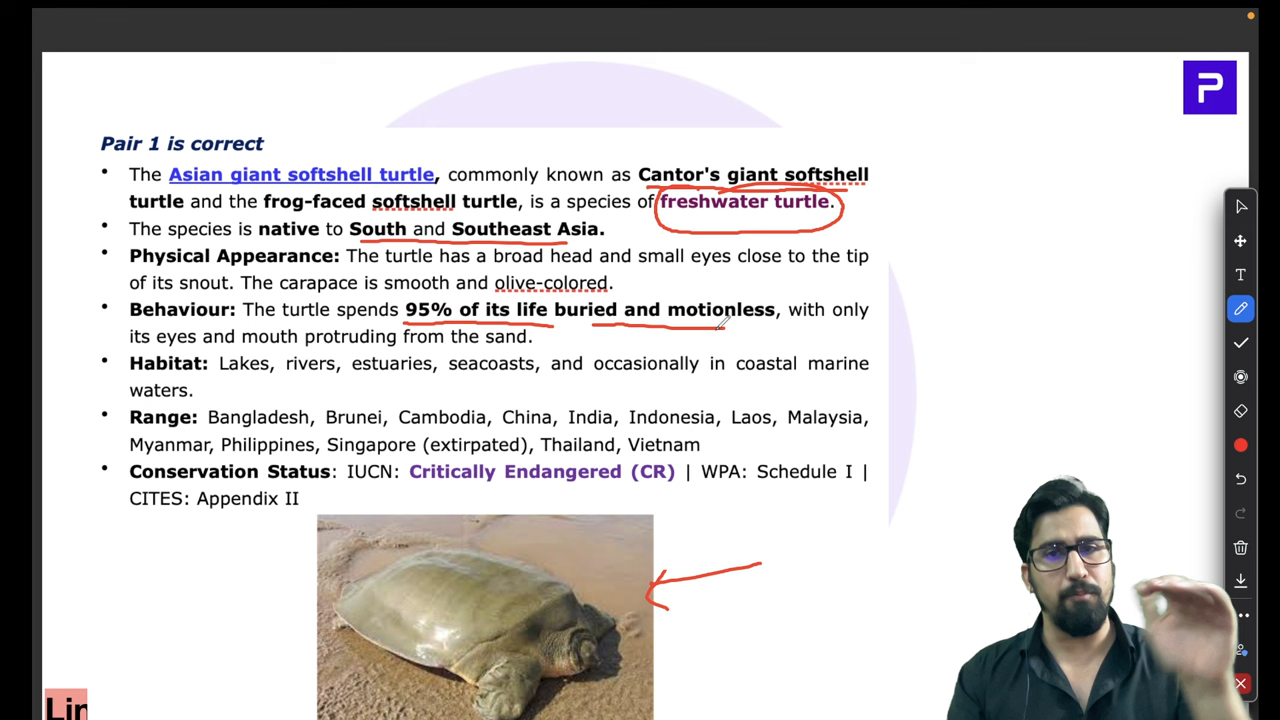 P
Pair 1 is correct
• The Asian giant softshell turtle, commonly known as Cantor's giant softshell
turtle and the frog-faced softshell turtle, is a species of freshwater turtle.
• The species is native to South and Southeast Asia.
• Physical Appearance: The turtle has a broad head and small eyes close to the tip
of its snout. The carapace is smooth and olive-colored.
• Behaviour: The turtle spends 95% of its life buried and motionless, with only
its eyes and mouth protruding from the sand.
• Habitat: Lakes, rivers, estuaries, seacoasts, and occasionally in coastal marine
waters.
• Range: Bangladesh, Brunei, Cambodia, China, India, Indonesia, Laos, Malaysia,
Myanmar, Philippines, Singapore (extirpated), Thailand, Vietnam
• Conservation Status: IUCN: Critically Endangered (CR) | WPA: Schedule I |
CITES: Appendix II
T